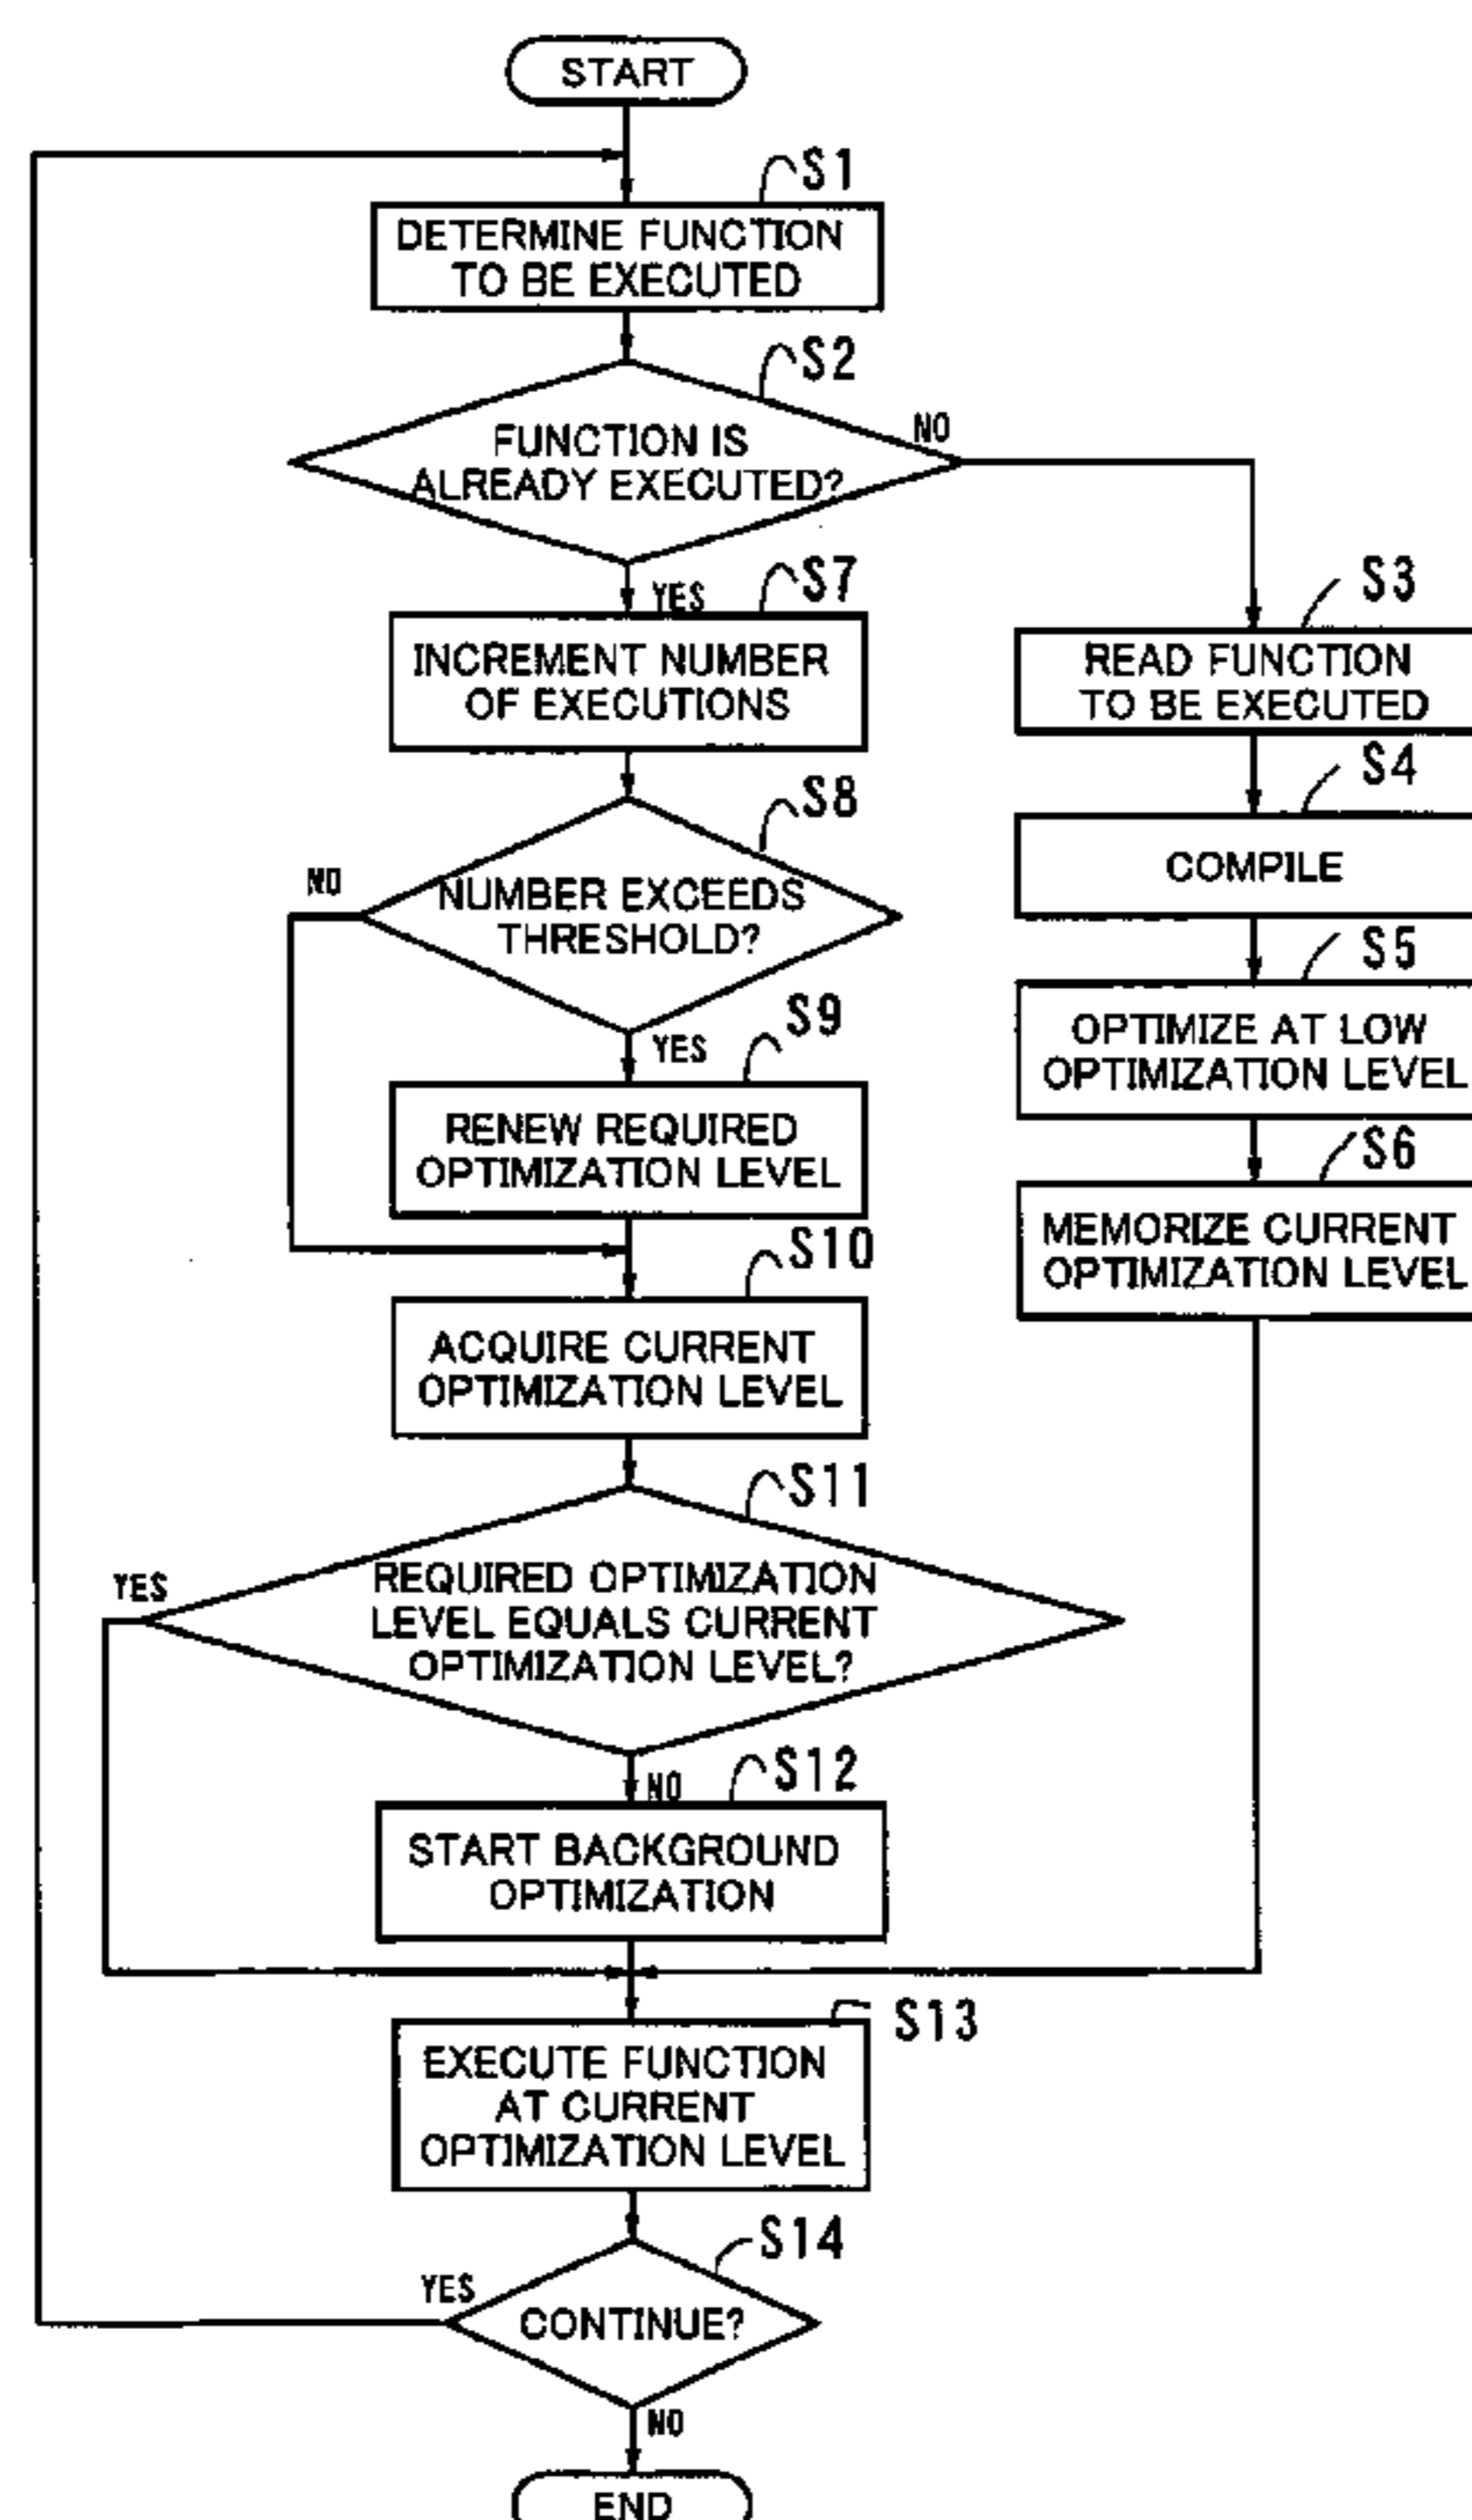 START
S1
DETERMINE FUNCTION
TO BE EXECUTED
S2
FUNCTION IS
ALREADY EXECUTED?
NO
YES
S3
READ FUNCTION
TO BE EXECUTED
S4
COMPILE
S5
OPTIMIZE AT LOW
OPTIMIZATION LEVEL
S6
MEMORIZE CURRENT
OPTIMIZATION LEVEL
S7
INCREMENT NUMBER
OF EXECUTIONS
S8
NUMBER EXCEEDS
THRESHOLD?
NO
YES
S9
RENEW REQUIRED
OPTIMIZATION LEVEL
S10
ACQUIRE CURRENT
OPTIMIZATION LEVEL
S11
REQUIRED OPTIMIZATION
LEVEL EQUALS CURRENT
OPTIMIZATION LEVEL?
YES
NO
S12
START BACKGROUND
OPTIMIZATION
S13
EXECUTE FUNCTION
AT CURRENT
OPTIMIZATION LEVEL
S14
CONTINUE?
YES
NO
END